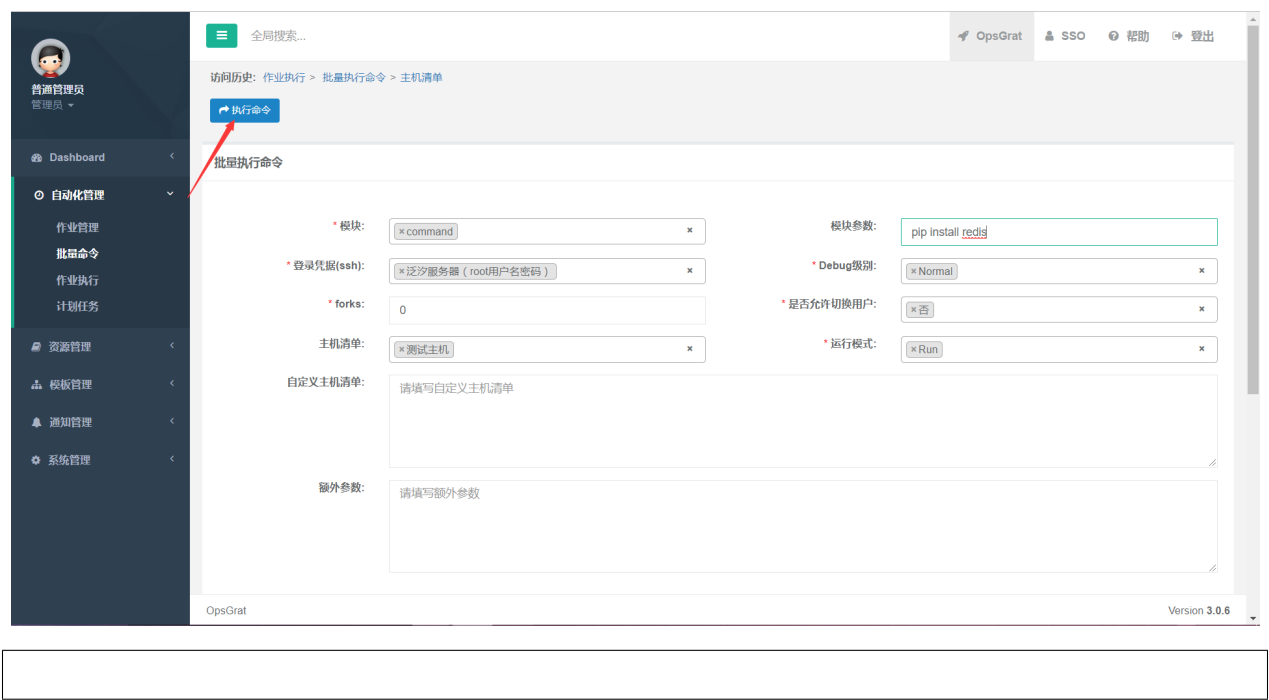 全局搜索...
OpsGrat
SSO
帮助
登出
普通管理员
管理员
访问历史: 作业执行 > 批量执行命令 > 主机清单
执行命令
Dashboard
自动化管理
作业管理
批量命令
作业执行
计划任务
资源管理
模板管理
通知管理
系统管理
批量执行命令
* 模块: ×command ×
模块参数: pip install redis
* 登录凭据(ssh): ×泛汐服务器（root用户名密码） ×
* Debug级别: ×Normal ×
* forks: 0
* 是否允许切换用户: ×否 ×
主机清单: ×测试主机 ×
* 运行模式: ×Run ×
自定义主机清单: 请填写自定义主机清单
额外参数: 请填写额外参数
OpsGrat
Version 3.0.6